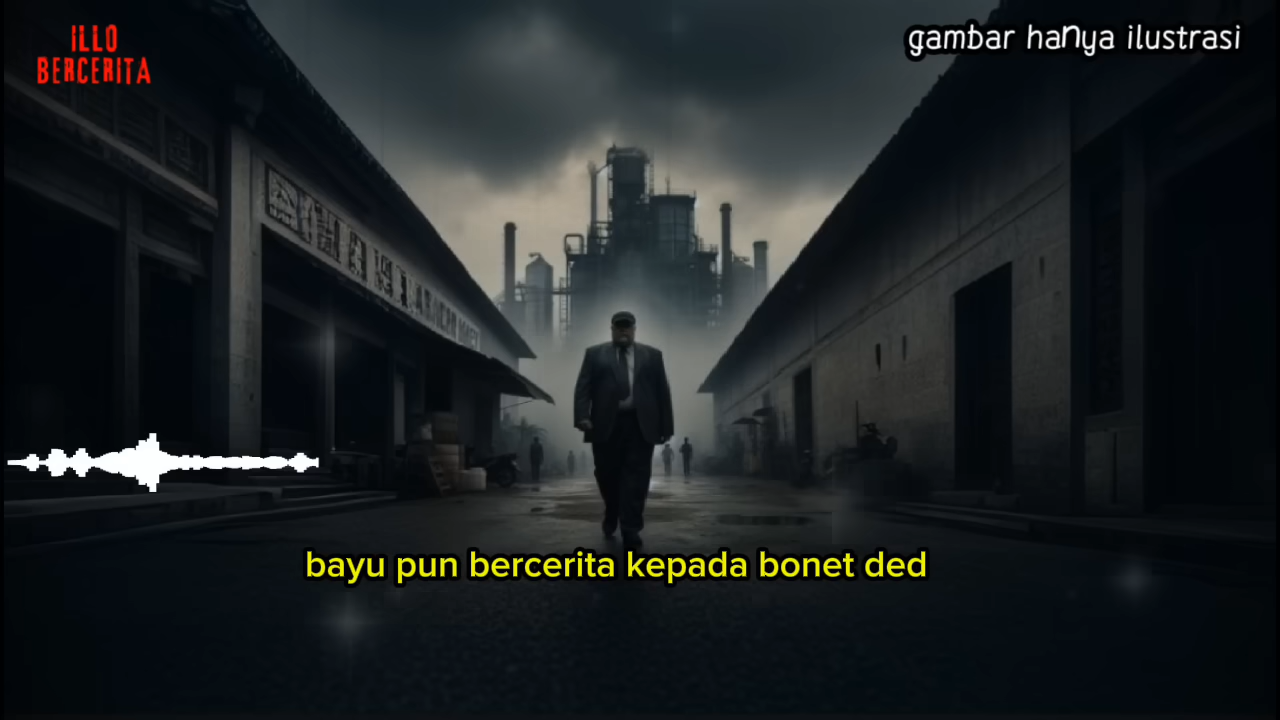 ILLO
BERCERITA
gambar hanya ilustrasi
bayu pun bercerita kepada bonet ded